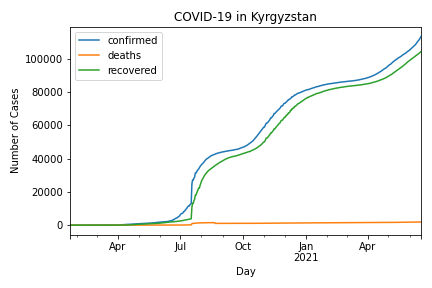 COVID-19 in Kyrgyzstan
confirmed
deaths
recovered
Number of Cases
100000
80000
60000
40000
20000
0
Apr Jul Oct Jan Apr
2021
Day